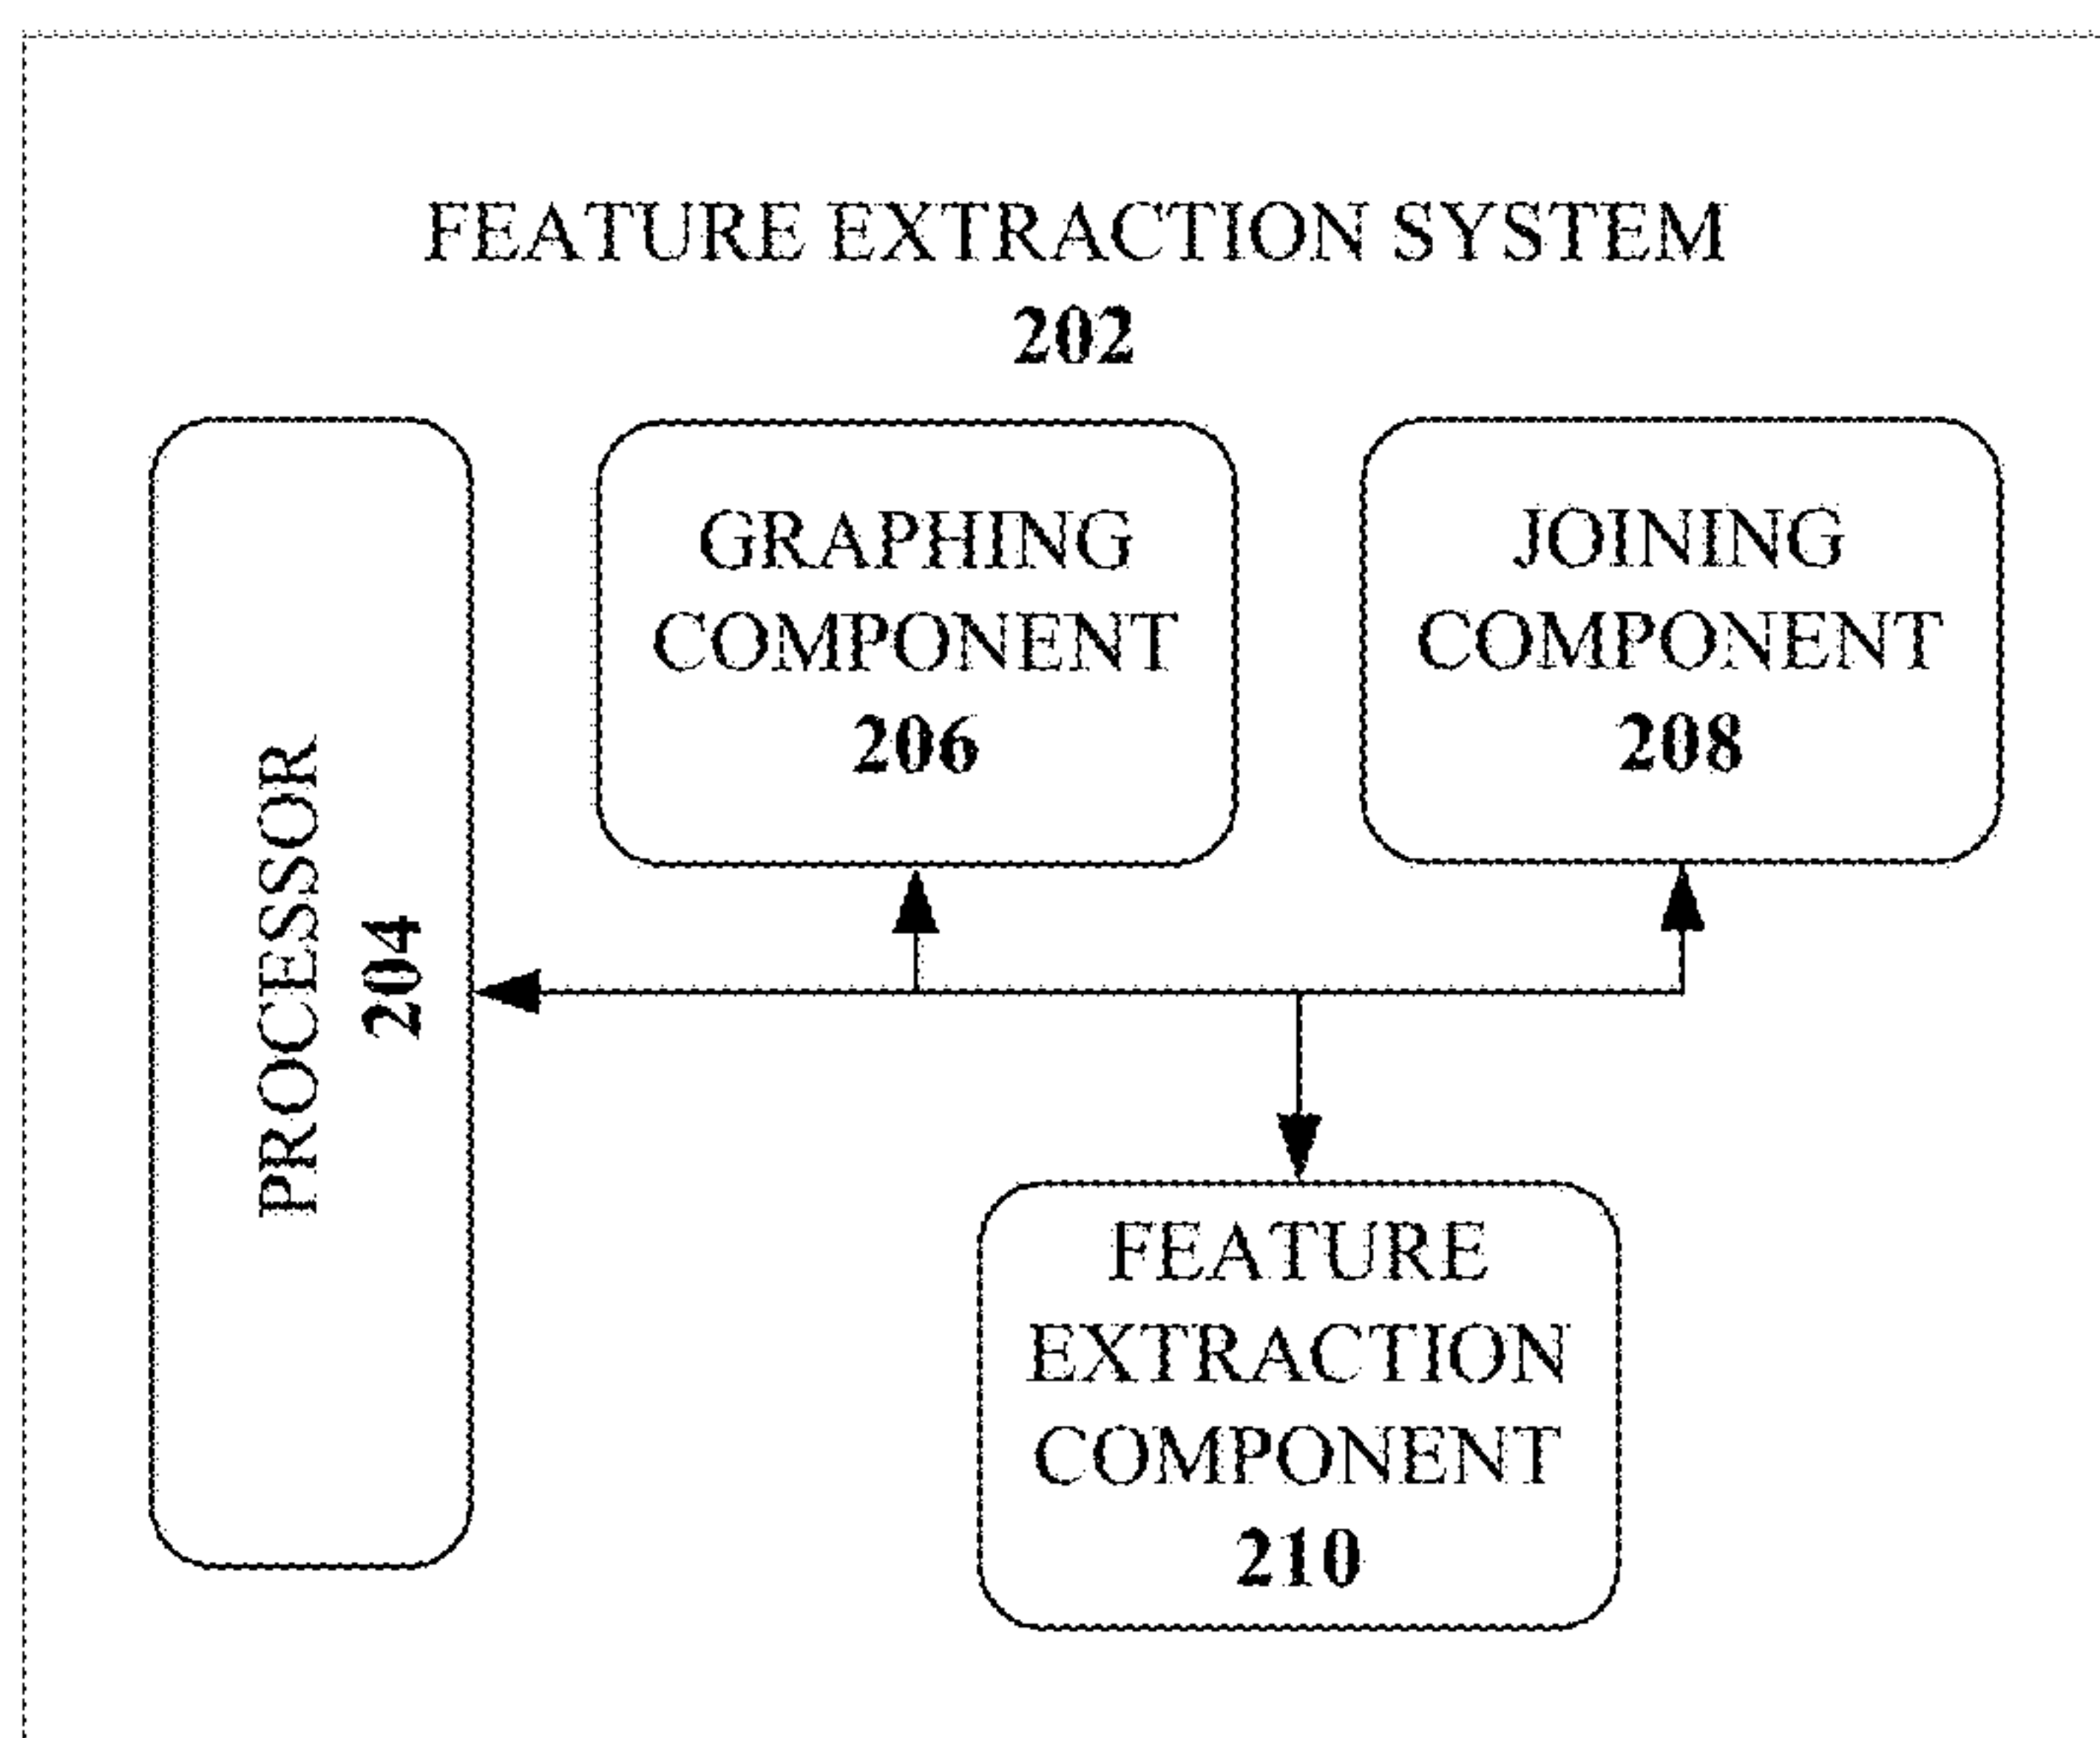 FEATURE EXTRACTION SYSTEM
202
PROCESSOR
204
GRAPHING
COMPONENT
206
JOINING
COMPONENT
208
FEATURE
EXTRACTION
COMPONENT
210